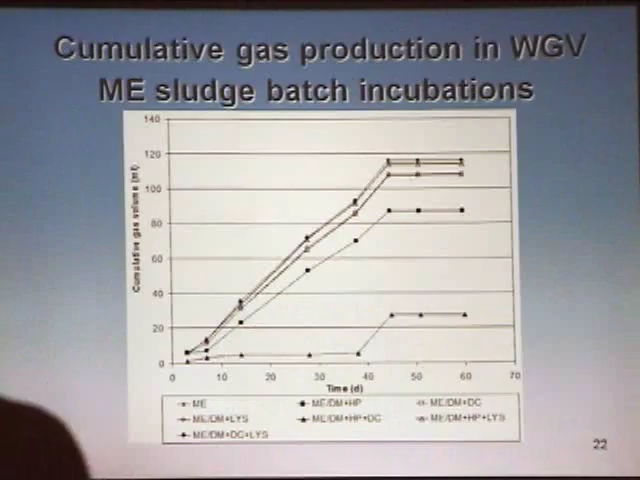 Cumulative gas production in WGV
ME sludge batch incubations
140
120
100
80
60
40
20
0
Cumulative gas volume (ml)
0 10 20 30 40 50 60 70
Time (d)
ME ME/DM+HP ME/DM+DC
ME/DM+LYS ME/DM+HP+DC ME/DM+HP+LYS
ME/DM+DC+LYS
22